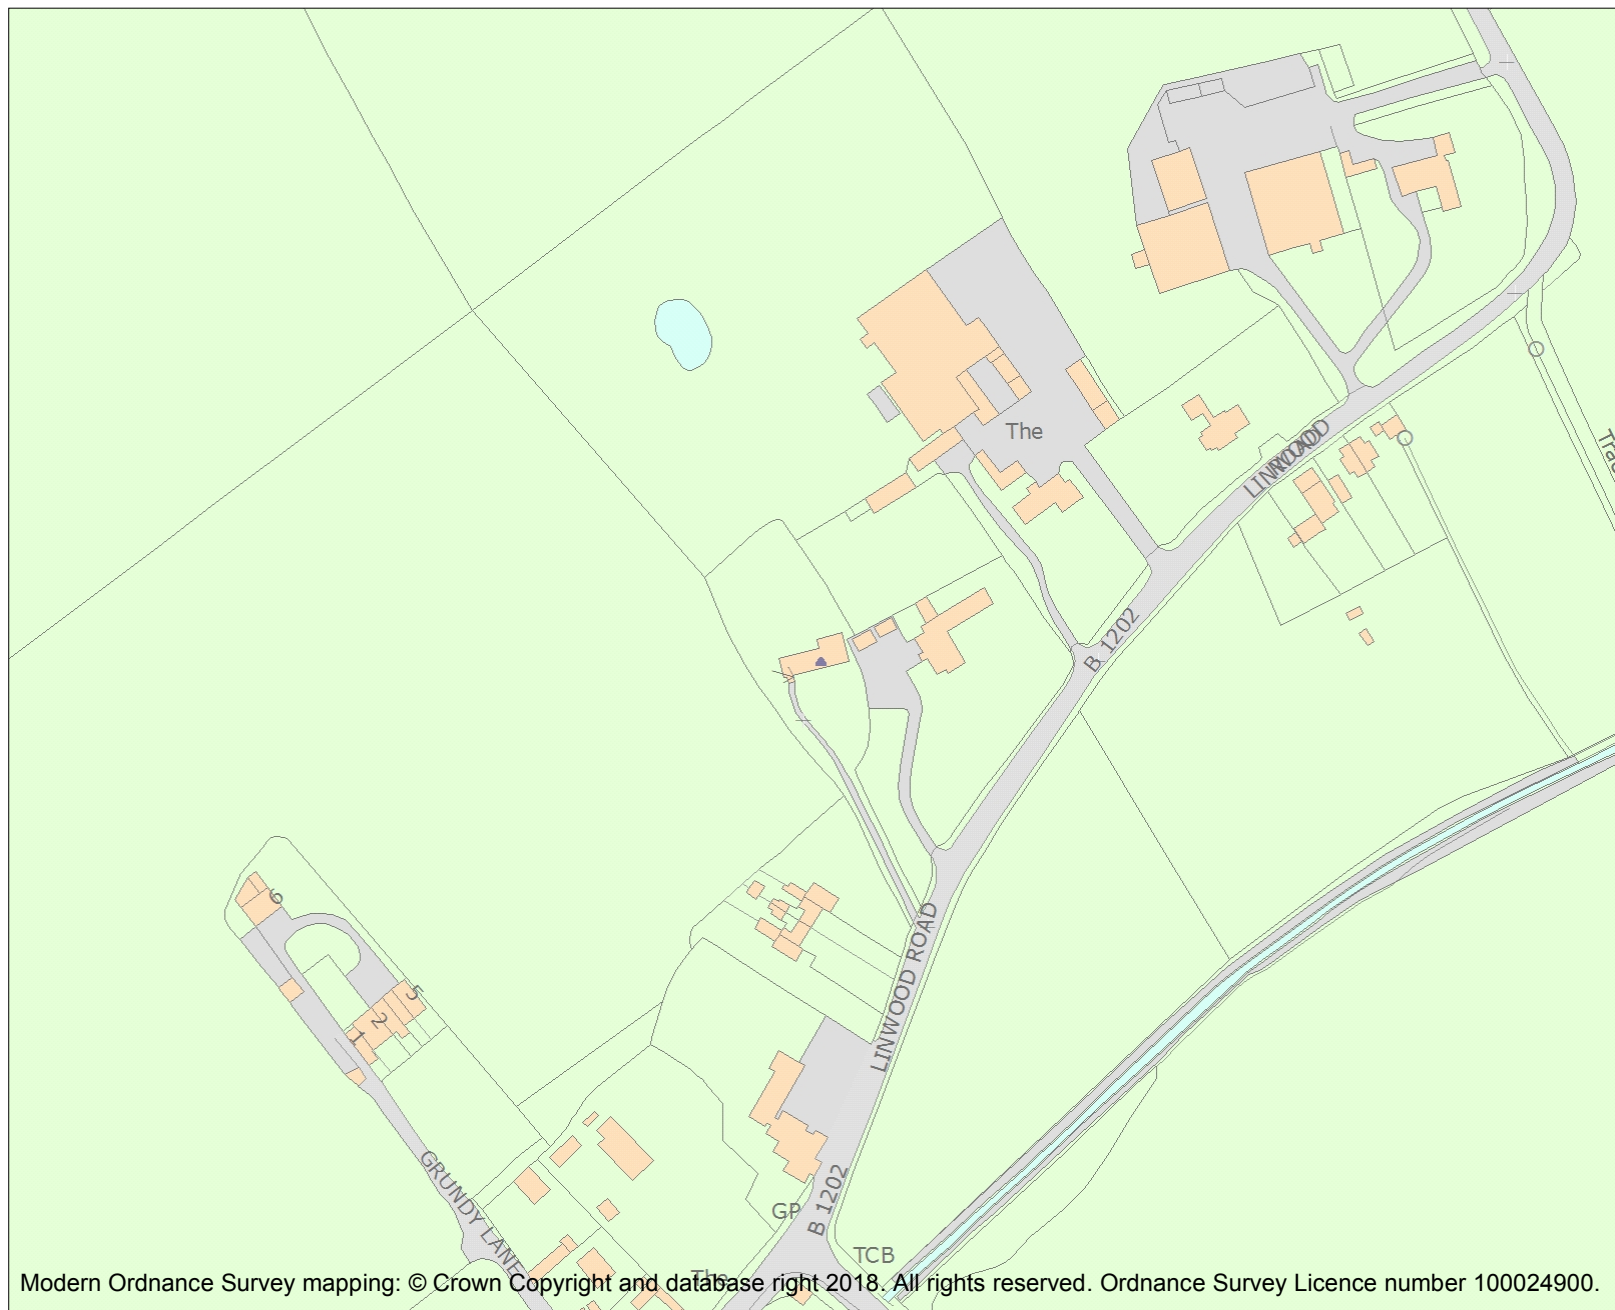 The
LINWOOD
ROAD
B 1202
6
5
2
1
LINWOOD ROAD
GRUNDY LANE
B 1202
GP
TCB
The
Modern Ordnance Survey mapping: © Crown Copyright and database right 2018. All rights reserved. Ordnance Survey Licence number 100024900.